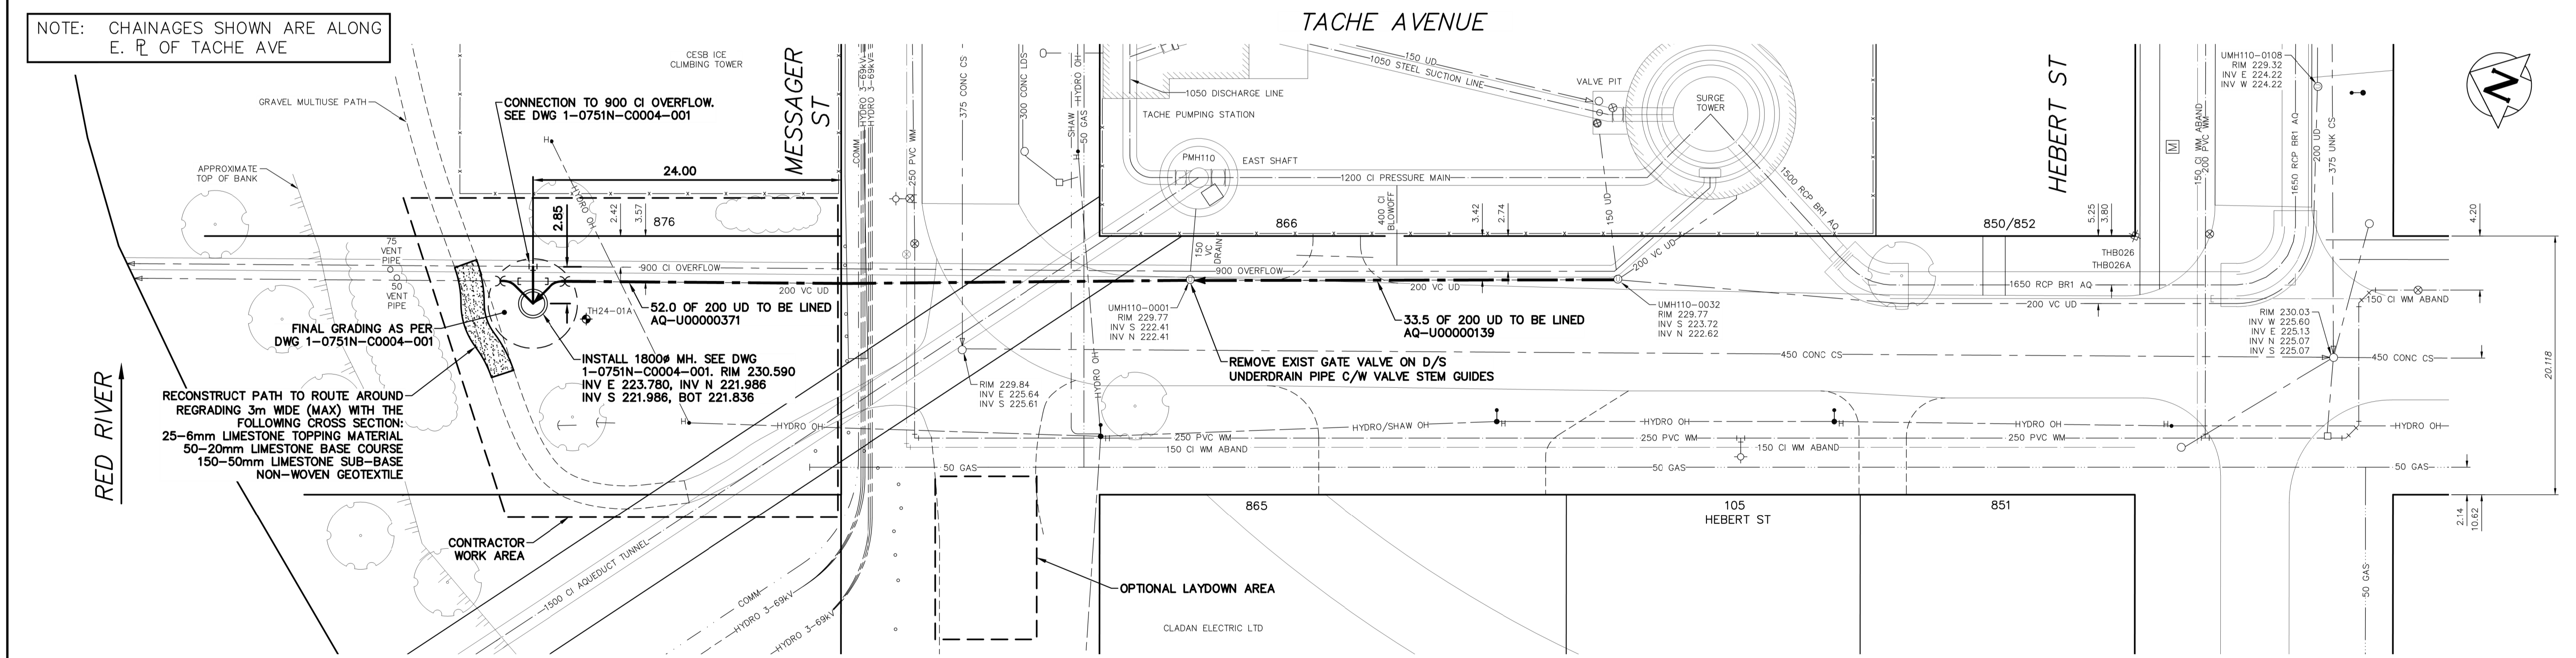 TACHE AVENUE
NOTE: CHAINAGES SHOWN ARE ALONG
E. ℄ OF TACHE AVE
CESB ICE
CLIMBING TOWER
MESSAGER
ST
GRAVEL MULTIUSE PATH
CONNECTION TO 900 CI OVERFLOW.
SEE DWG 1-0751N-C0004-001
APPROXIMATE
TOP OF BANK
H
HYDRO OH
24.00
2.85
2.42
3.57
876
75
VENT
PIPE
50
VENT
PIPE
900 CI OVERFLOW
200 VC UD
TH24-01A
52.0 OF 200 UD TO BE LINED
AQ-U00000371
FINAL GRADING AS PER
DWG 1-0751N-C0004-001
INSTALL 1800ø MH. SEE DWG
1-0751N-C0004-001. RIM 230.590
INV E 223.780, INV N 221.986
INV S 221.986, BOT 221.836
RED RIVER
RECONSTRUCT PATH TO ROUTE AROUND
REGRADING 3m WIDE (MAX) WITH THE
FOLLOWING CROSS SECTION:
25-6mm LIMESTONE TOPPING MATERIAL
50-20mm LIMESTONE BASE COURSE
150-50mm LIMESTONE SUB-BASE
NON-WOVEN GEOTEXTILE
CONTRACTOR
WORK AREA
1500 CI AQUEDUCT TUNNEL
COMM
HYDRO 3-69kV
HYDRO 3-69kV
COMM
HYDRO 3-69kV
HYDRO 3-69kV
250 PVC WM
375 CONC CS
300 CONC LDS
SHAW
HYDRO OH
50 GAS
H
1050 DISCHARGE LINE
TACHE PUMPING STATION
PMH110
EAST SHAFT
150 UD
1050 STEEL SUCTION LINE
VALVE PIT
SURGE
TOWER
1200 CI PRESSURE MAIN
400 CI
BLOWOFF
150 UD
1500 RCP BR1 AQ
866
150
VC
DRAIN
3.42
2.74
900 OVERFLOW
200 VC UD
200 VC UD
UMH110-0001
RIM 229.77
INV S 222.41
INV N 222.41
33.5 OF 200 UD TO BE LINED
AQ-U00000139
UMH110-0032
RIM 229.77
INV S 223.72
INV N 222.62
REMOVE EXIST GATE VALVE ON D/S
UNDERDRAIN PIPE C/W VALVE STEM GUIDES
RIM 229.84
INV E 225.64
INV S 225.61
HYDRO OH
H
HYDRO OH
H
250 PVC WM
150 CI WM ABAND
HYDRO/SHAW OH
H
250 PVC WM
HYDRO OH
H
150 CI WM ABAND
250 PVC WM
HYDRO OH
H
HYDRO OH
50 GAS
50 GAS
50 GAS
450 CONC CS
450 CONC CS
HEBERT ST
850/852
5.25
3.80
THB026
THB026A
1650 RCP BR1 AQ
200 VC UD
M
150 CI WM ABAND
200 PVC WM
UMH110-0108
RIM 229.32
INV E 224.22
INV W 224.22
1650 RCP BR1 AQ
200 UD
375 UNK CS
N
4.20
150 CI WM ABAND
RIM 230.03
INV W 225.60
INV E 225.13
INV N 225.07
INV S 225.07
20.118
2.14
10.62
50 GAS
865
105
HEBERT ST
851
OPTIONAL LAYDOWN AREA
CLADAN ELECTRIC LTD